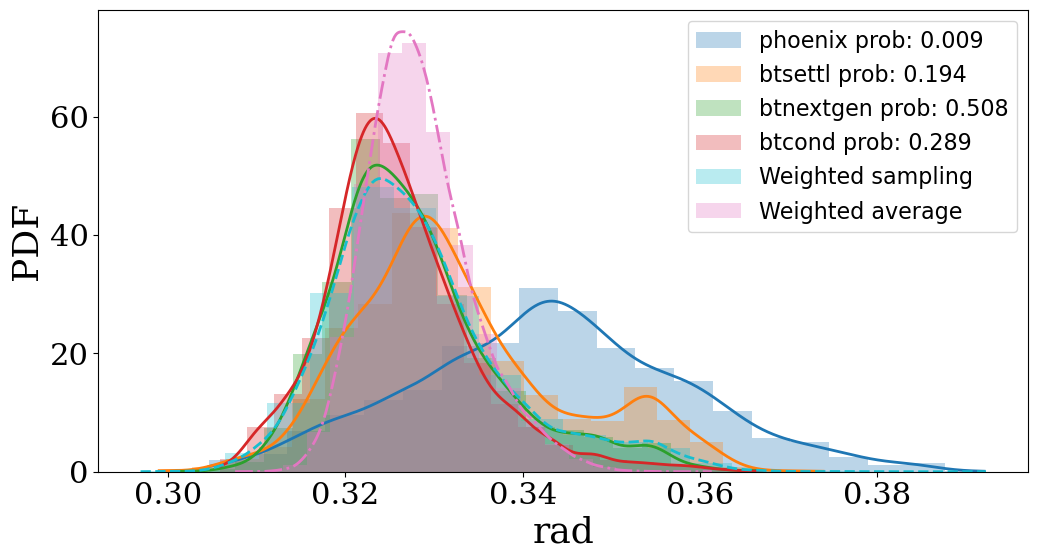 PDF
60
40
20
0
0.30
0.32
0.34
0.36
0.38
rad
phoenix prob: 0.009
btsettl prob: 0.194
btnextgen prob: 0.508
btcond prob: 0.289
Weighted sampling
Weighted average